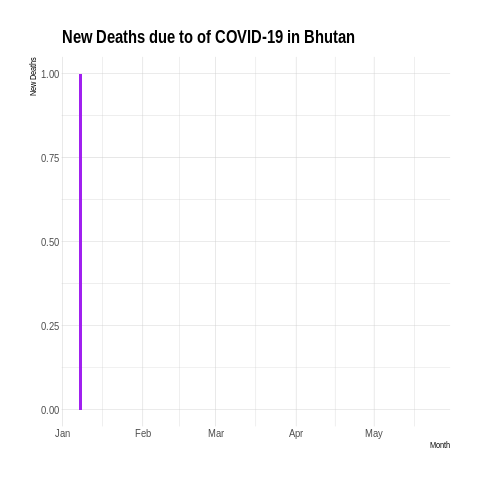 New Deaths due to of COVID-19 in Bhutan
New Deaths
1.00
0.75
0.50
0.25
0.00
Jan Feb Mar Apr May
Month